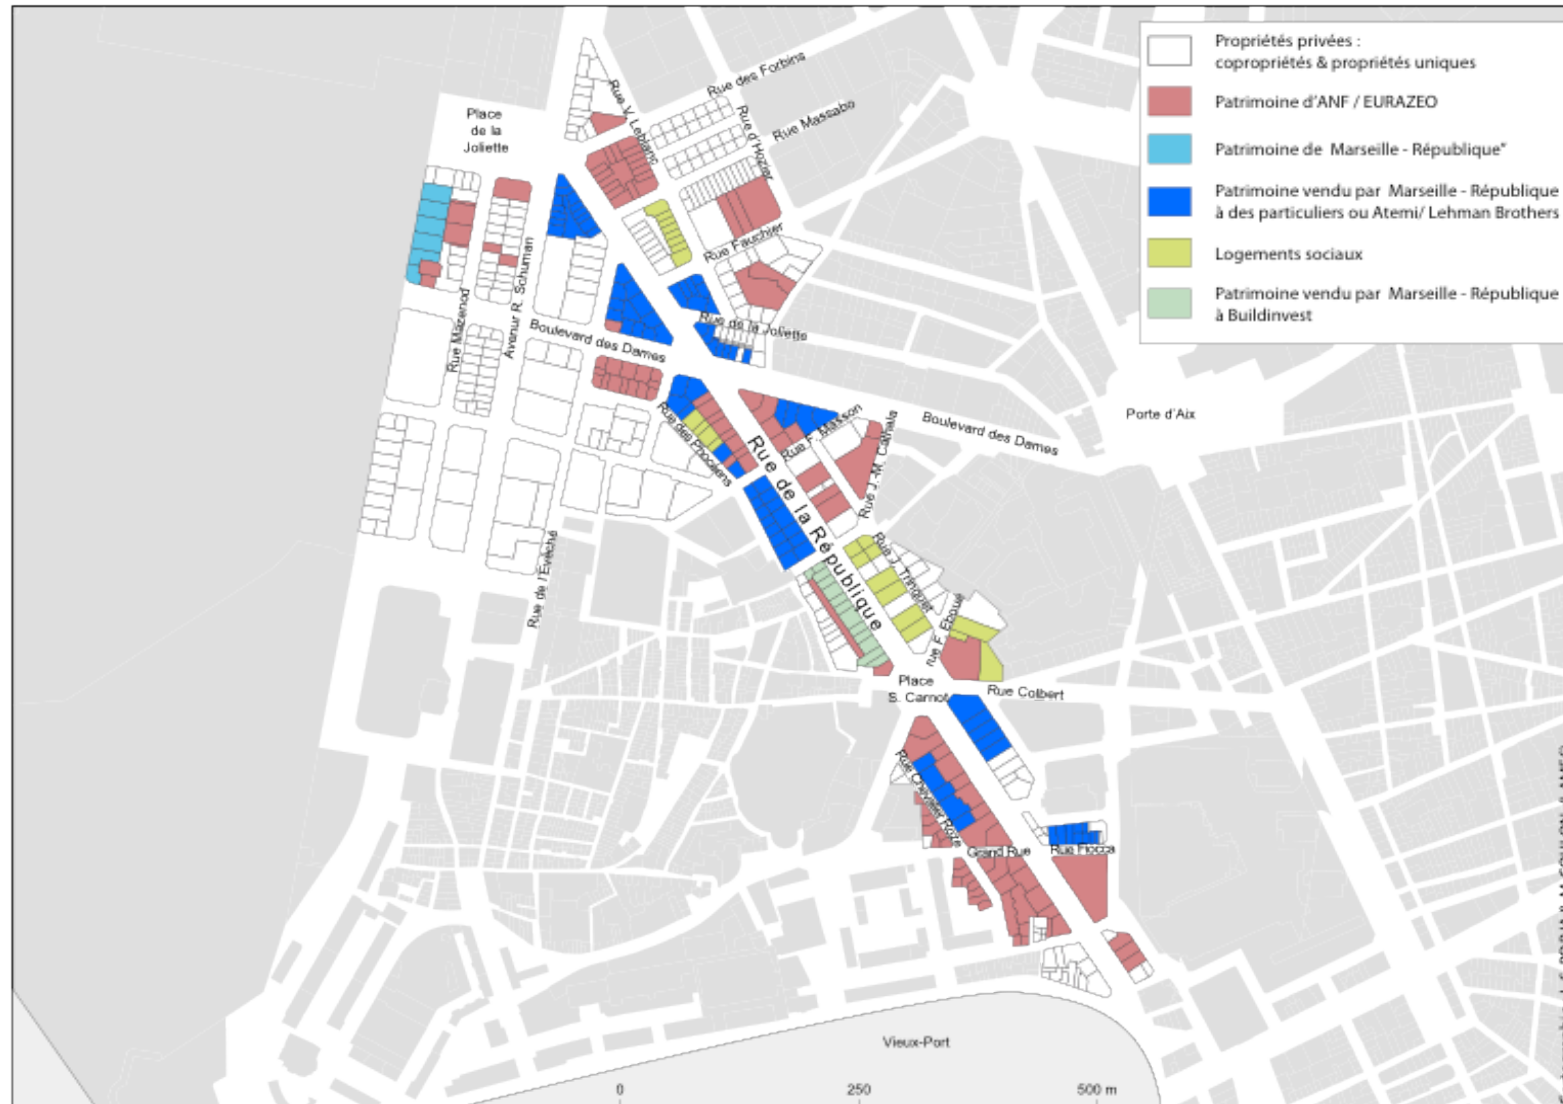 Propriétés privées :
copropriétés & propriétés uniques
Patrimoine d'ANF / EURAZEO
Patrimoine de Marseille - République"
Patrimoine vendu par Marseille - République
à des particuliers ou Atemi/ Lehman Brothers
Logements sociaux
Patrimoine vendu par Marseille - République
à Buildinvest
Place
de la
Joliette
Rue des Forbins
Rue V. Leblanc
Rue d'Hozier
Rue Massabo
Rue Fauchier
Rue de la Joliette
Rue Mazenod
Avenur R. Schuman
Boulevard des Dames
Rue des Phocéens
Rue F. Masson
Rue J.-M. Cathala
Boulevard des Dames
Porte d'Aix
Rue de la République
Rue de l'Evêché
Rue J. Trinquet
rue F. Eboué
Place
S. Carnot
Rue Colbert
Rue Chevalier Roze
Grand Rue
Rue Fiocca
Vieux-Port
0
250
500 m